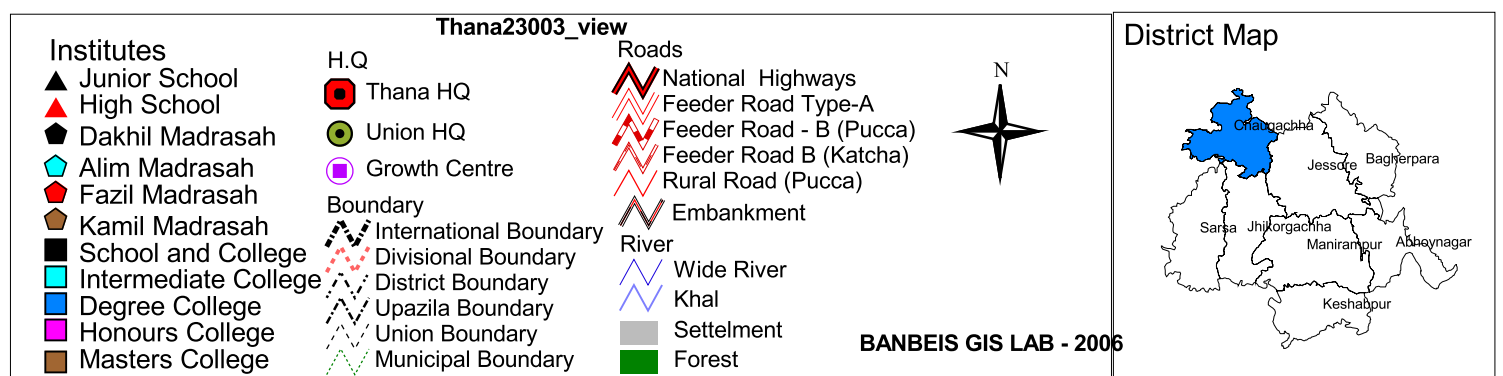 Thana23003_view
Institutes
Junior School
High School
Dakhil Madrasah
Alim Madrasah
Fazil Madrasah
Kamil Madrasah
School and College
Intermediate College
Degree College
Honours College
Masters College
H.Q
Thana HQ
Union HQ
Growth Centre
Boundary
International Boundary
Divisional Boundary
District Boundary
Upazila Boundary
Union Boundary
Municipal Boundary
Roads
National Highways
Feeder Road Type-A
Feeder Road - B (Pucca)
Feeder Road B (Katcha)
Rural Road (Pucca)
Embankment
River
Wide River
Khal
Settelment
Forest
N
BANBEIS GIS LAB - 2006
District Map
Chaugachha
Jessore
Bagherpara
Sarsa
Jhikorgachha
Manirampur
Abhoynagar
Keshabpur